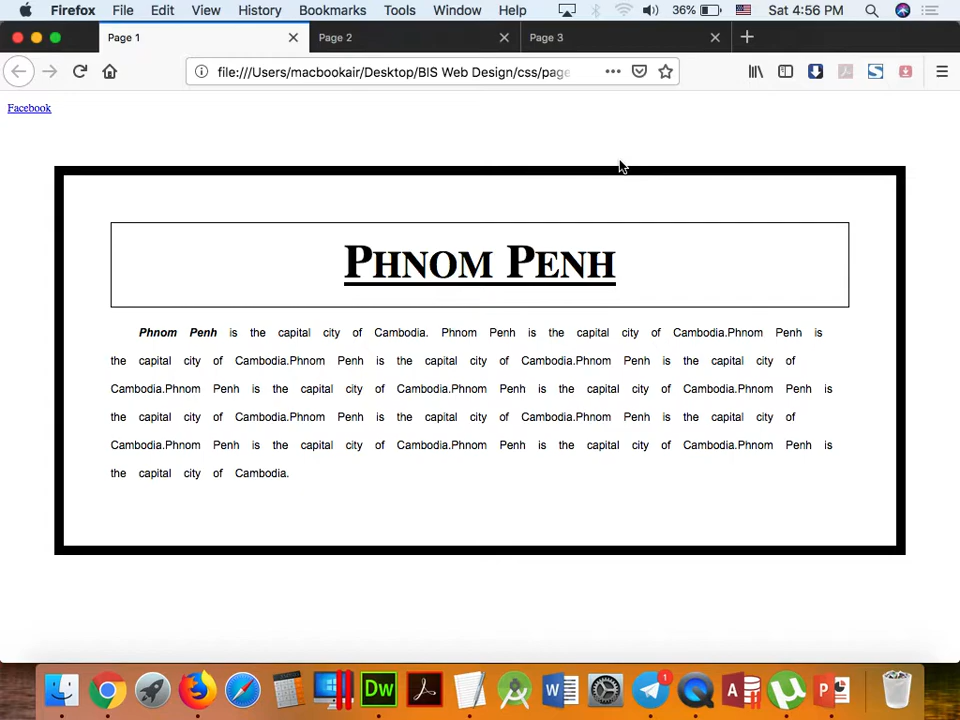 Firefox File Edit View History Bookmarks Tools Window Help 36% Sat 4:56 PM
Page 1 Page 2 Page 3
file:///Users/macbookair/Desktop/BIS Web Design/css/page
Facebook
PHNOM PENH
Phnom Penh is the capital city of Cambodia. Phnom Penh is the capital city of Cambodia.Phnom Penh is
the capital city of Cambodia.Phnom Penh is the capital city of Cambodia.Phnom Penh is the capital city of
Cambodia.Phnom Penh is the capital city of Cambodia.Phnom Penh is the capital city of Cambodia.Phnom Penh is
the capital city of Cambodia.Phnom Penh is the capital city of Cambodia.Phnom Penh is the capital city of
Cambodia.Phnom Penh is the capital city of Cambodia.Phnom Penh is the capital city of Cambodia.Phnom Penh is
the capital city of Cambodia.
Dw W 1 A P